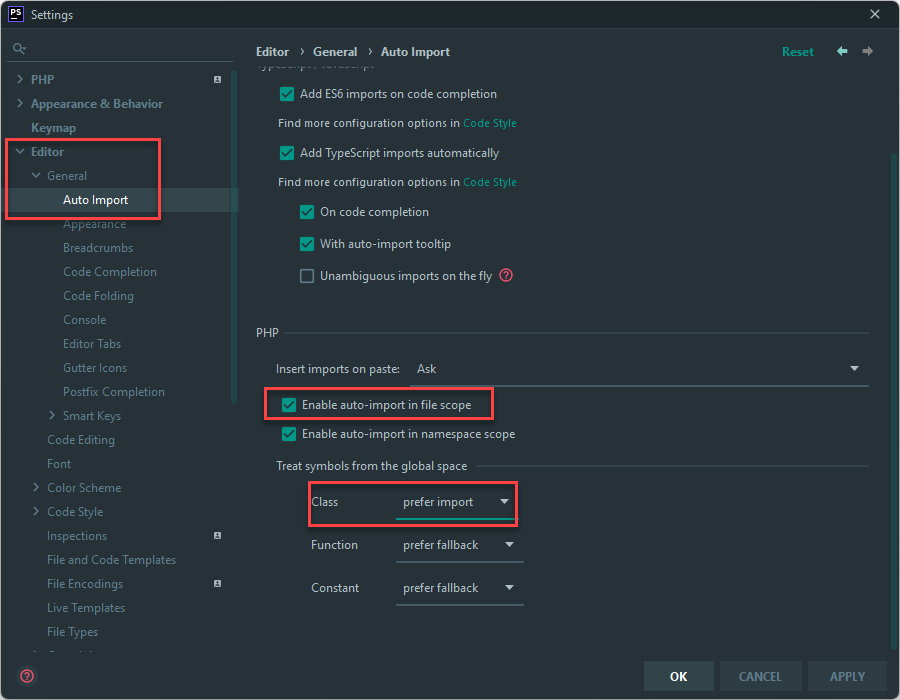 PS Settings
Editor › General › Auto Import Reset
PHP
Appearance & Behavior
Keymap
Editor
General
Auto Import
Appearance
Breadcrumbs
Code Completion
Code Folding
Console
Editor Tabs
Gutter Icons
Postfix Completion
Smart Keys
Code Editing
Font
Color Scheme
Code Style
Inspections
File and Code Templates
File Encodings
Live Templates
File Types
TypeScript / JavaScript
Add ES6 imports on code completion
Find more configuration options in Code Style
Add TypeScript imports automatically
Find more configuration options in Code Style
On code completion
With auto-import tooltip
Unambiguous imports on the fly ?
PHP
Insert imports on paste: Ask
Enable auto-import in file scope
Enable auto-import in namespace scope
Treat symbols from the global space
Class prefer import
Function prefer fallback
Constant prefer fallback
? OK CANCEL APPLY